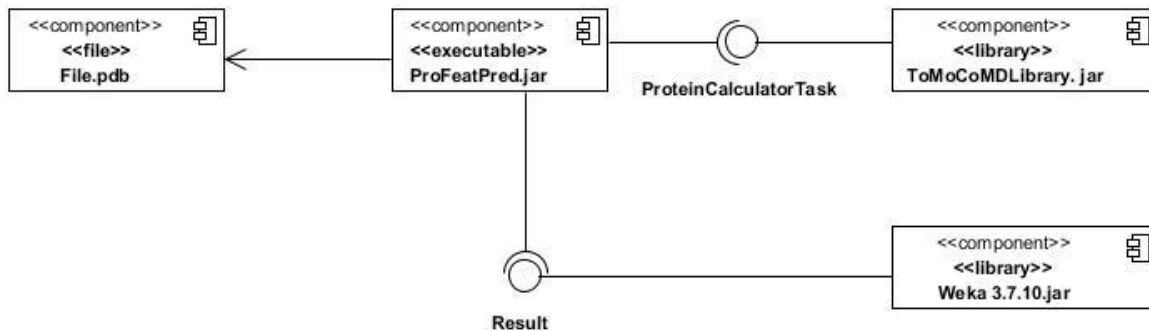 <<component>>
<<file>>
File.pdb
<<component>>
<<executable>>
ProFeatPred.jar
ProteinCalculatorTask
<<component>>
<<library>>
ToMoCoMDLibrary. jar
<<component>>
<<library>>
Weka 3.7.10.jar
Result